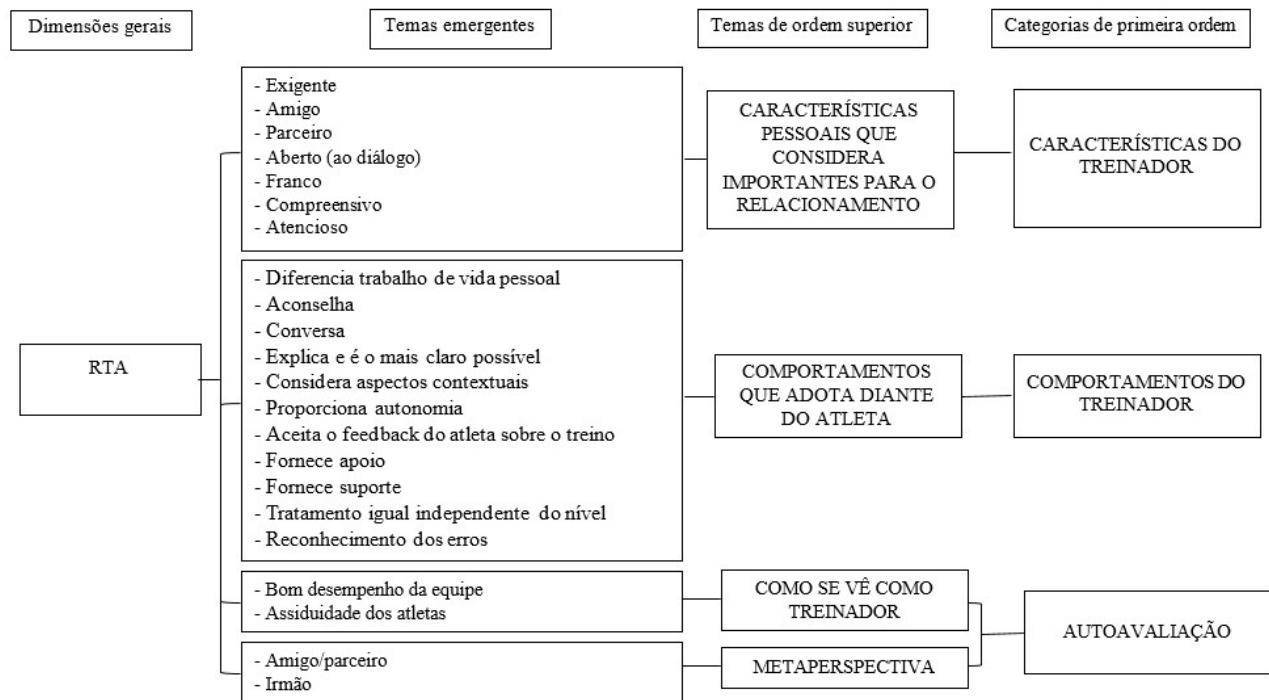 Dimensões gerais
Temas emergentes
Temas de ordem superior
Categorias de primeira ordem
RTA
- Exigente
- Amigo
- Parceiro
- Aberto (ao diálogo)
- Franco
- Compreensivo
- Atencioso
CARACTERÍSTICAS
PESSOAIS QUE
CONSIDERA
IMPORTANTES PARA O
RELACIONAMENTO
CARACTERÍSTICAS DO
TREINADOR
- Diferencia trabalho de vida pessoal
- Aconselha
- Conversa
- Explica e é o mais claro possível
- Considera aspectos contextuais
- Proporciona autonomia
- Aceita o feedback do atleta sobre o treino
- Fornece apoio
- Fornece suporte
- Tratamento igual independente do nível
- Reconhecimento dos erros
COMPORTAMENTOS
QUE ADOTA DIANTE
DO ATLETA
COMPORTAMENTOS DO
TREINADOR
- Bom desempenho da equipe
- Assiduidade dos atletas
COMO SE VÊ COMO
TREINADOR
- Amigo/parceiro
- Irmão
METAPERSPECTIVA
AUTOAVALIAÇÃO